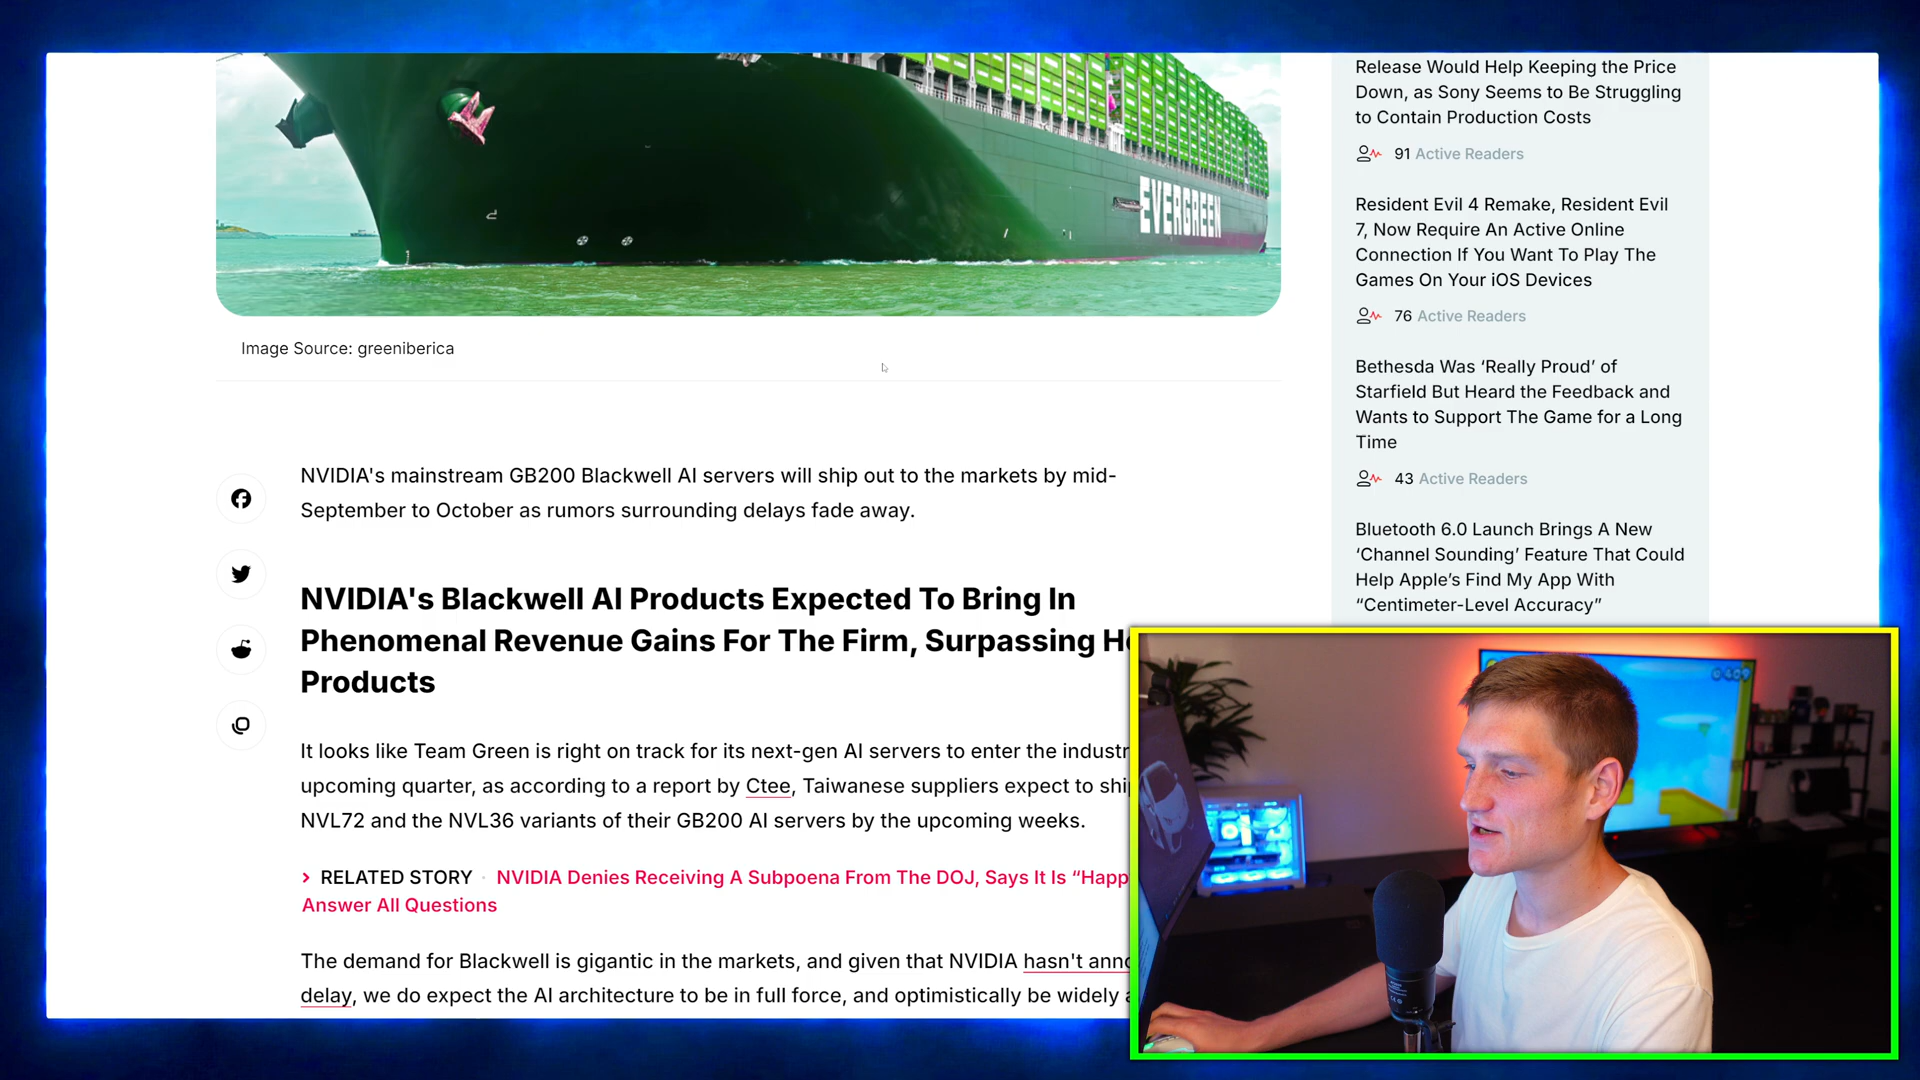 EVERGREEN
Image Source: greeniberica
NVIDIA's mainstream GB200 Blackwell AI servers will ship out to the markets by mid-
September to October as rumors surrounding delays fade away.
NVIDIA's Blackwell AI Products Expected To Bring In
Phenomenal Revenue Gains For The Firm, Surpassing
Products
It looks like Team Green is right on track for its next-gen AI servers to enter the
upcoming quarter, as according to a report by Ctee, Taiwanese suppliers expect to
NVL72 and the NVL36 variants of their GB200 AI servers by the upcoming weeks.
RELATED STORY · NVIDIA Denies Receiving A Subpoena From The DOJ, Says It Is
Answer All Questions
The demand for Blackwell is gigantic in the markets, and given that NVIDIA hasn't
delay, we do expect the AI architecture to be in full force, and optimistically be widely
Release Would Help Keeping the Price
Down, as Sony Seems to Be Struggling
to Contain Production Costs
91 Active Readers
Resident Evil 4 Remake, Resident Evil
7, Now Require An Active Online
Connection If You Want To Play The
Games On Your iOS Devices
76 Active Readers
Bethesda Was ‘Really Proud’ of
Starfield But Heard the Feedback and
Wants to Support The Game for a Long
Time
43 Active Readers
Bluetooth 6.0 Launch Brings A New
‘Channel Sounding’ Feature That Could
Help Apple’s Find My App With
“Centimeter-Level Accuracy”